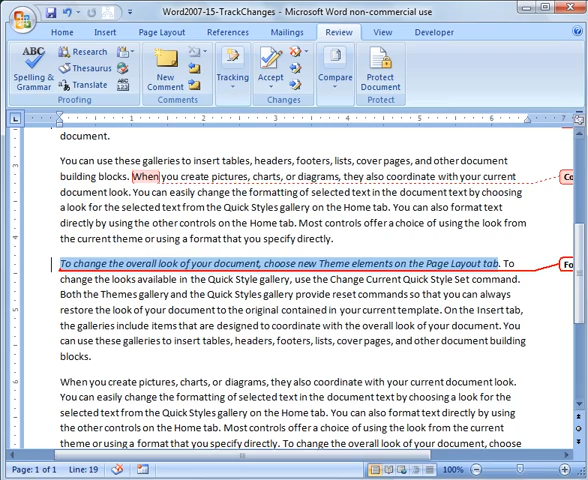 Word2007-15-TrackChanges - Microsoft Word non-commercial use
Home Insert Page Layout References Mailings Review View Developer
ABC Spelling & Grammar
Research
Thesaurus
Translate
ABC 123
Proofing
New Comment
Comments
Tracking
Accept
Changes
Compare
Protect Document
Protect
1 2 3 4 5 6 7
document.
You can use these galleries to insert tables, headers, footers, lists, cover pages, and other document
building blocks. When you create pictures, charts, or diagrams, they also coordinate with your current
document look. You can easily change the formatting of selected text in the document text by choosing
a look for the selected text from the Quick Styles gallery on the Home tab. You can also format text
directly by using the other controls on the Home tab. Most controls offer a choice of using the look from
the current theme or using a format that you specify directly.
Co
To change the overall look of your document, choose new Theme elements on the Page Layout tab. To
change the looks available in the Quick Style gallery, use the Change Current Quick Style Set command.
Both the Themes gallery and the Quick Styles gallery provide reset commands so that you can always
restore the look of your document to the original contained in your current template. On the Insert tab,
the galleries include items that are designed to coordinate with the overall look of your document. You
can use these galleries to insert tables, headers, footers, lists, cover pages, and other document building
blocks.
Fo
When you create pictures, charts, or diagrams, they also coordinate with your current document look.
You can easily change the formatting of selected text in the document text by choosing a look for the
selected text from the Quick Styles gallery on the Home tab. You can also format text directly by using
the other controls on the Home tab. Most controls offer a choice of using the look from the current
theme or using a format that you specify directly. To change the overall look of your document, choose
Page: 1 of 1 Line: 19 100%